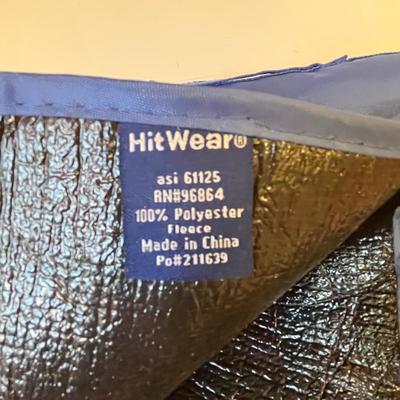 HitWear®
asi 61125
RN#96864
100% Polyester
Fleece
Made in China
Po#211639